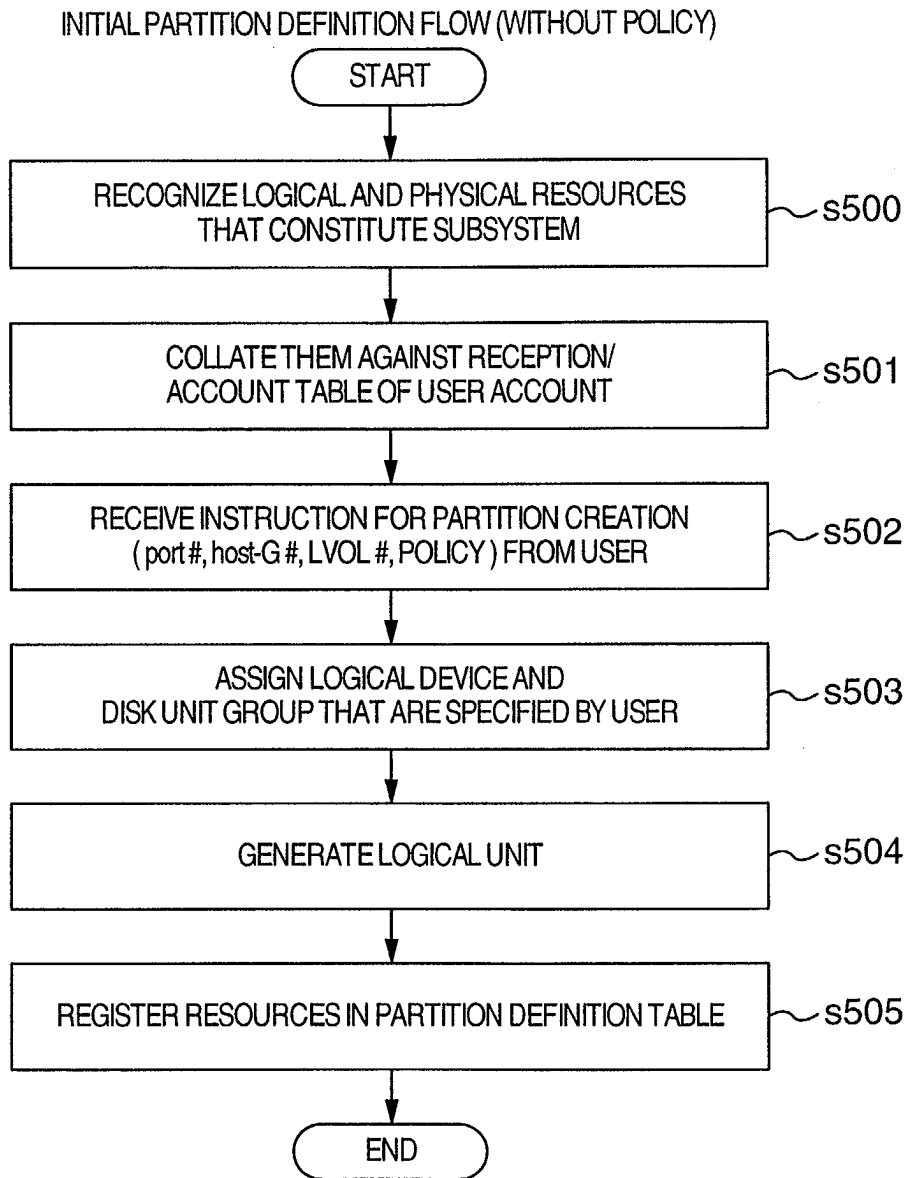 INITIAL PARTITION DEFINITION FLOW (WITHOUT POLICY)
START
RECOGNIZE LOGICAL AND PHYSICAL RESOURCES
THAT CONSTITUTE SUBSYSTEM
s500
COLLATE THEM AGAINST RECEPTION/
ACCOUNT TABLE OF USER ACCOUNT
s501
RECEIVE INSTRUCTION FOR PARTITION CREATION
( port #, host-G #, LVOL #, POLICY ) FROM USER
s502
ASSIGN LOGICAL DEVICE AND
DISK UNIT GROUP THAT ARE SPECIFIED BY USER
s503
GENERATE LOGICAL UNIT
s504
REGISTER RESOURCES IN PARTITION DEFINITION TABLE
s505
END